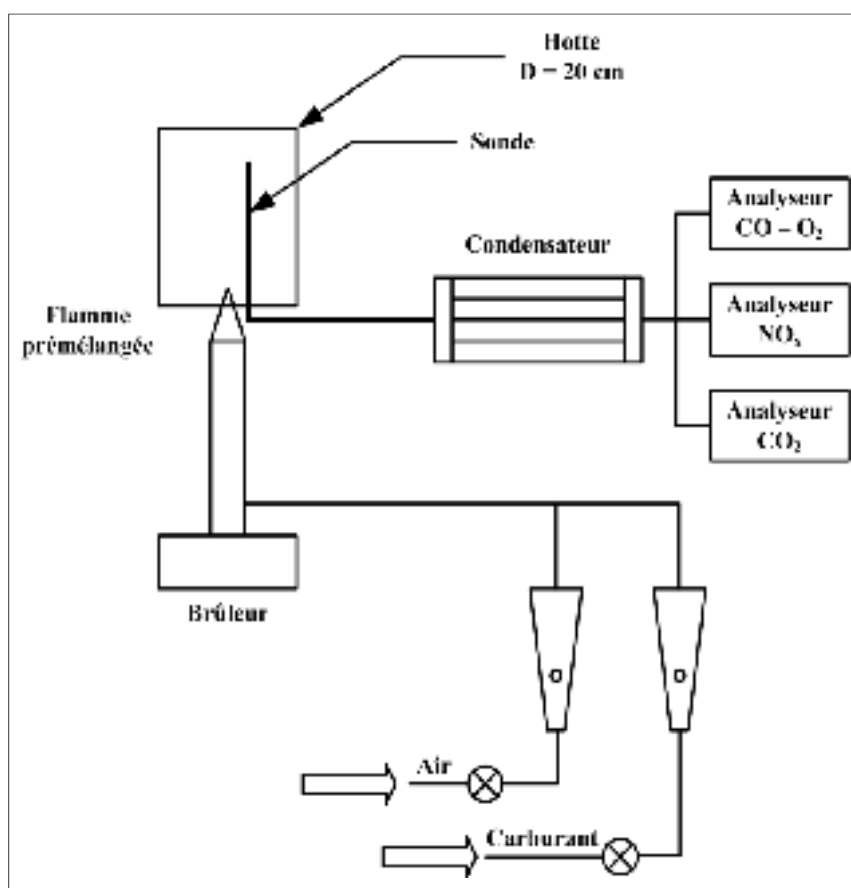 Hotte
D = 20 cm
Sonde
Analyseur
CO – O₂
Condensateur
Analyseur
NOₓ
Flamme
prémélangée
Analyseur
CO₂
Brûleur
Air
Carburant